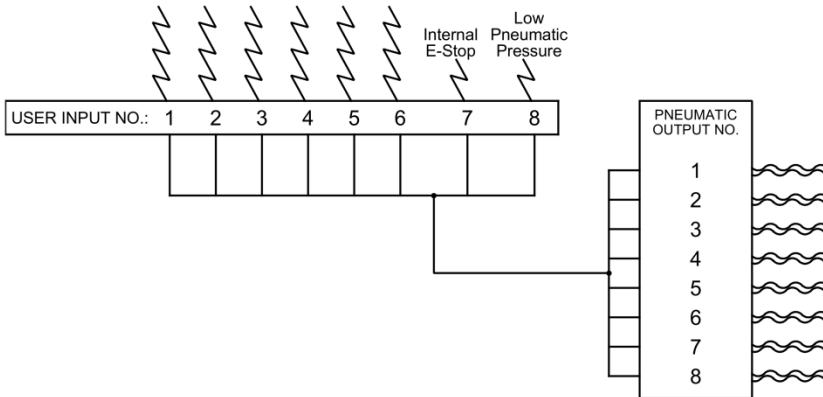 Internal
E-Stop
Low
Pneumatic
Pressure
USER INPUT NO.: 1 2 3 4 5 6 7 8
PNEUMATIC
OUTPUT NO.
1
2
3
4
5
6
7
8